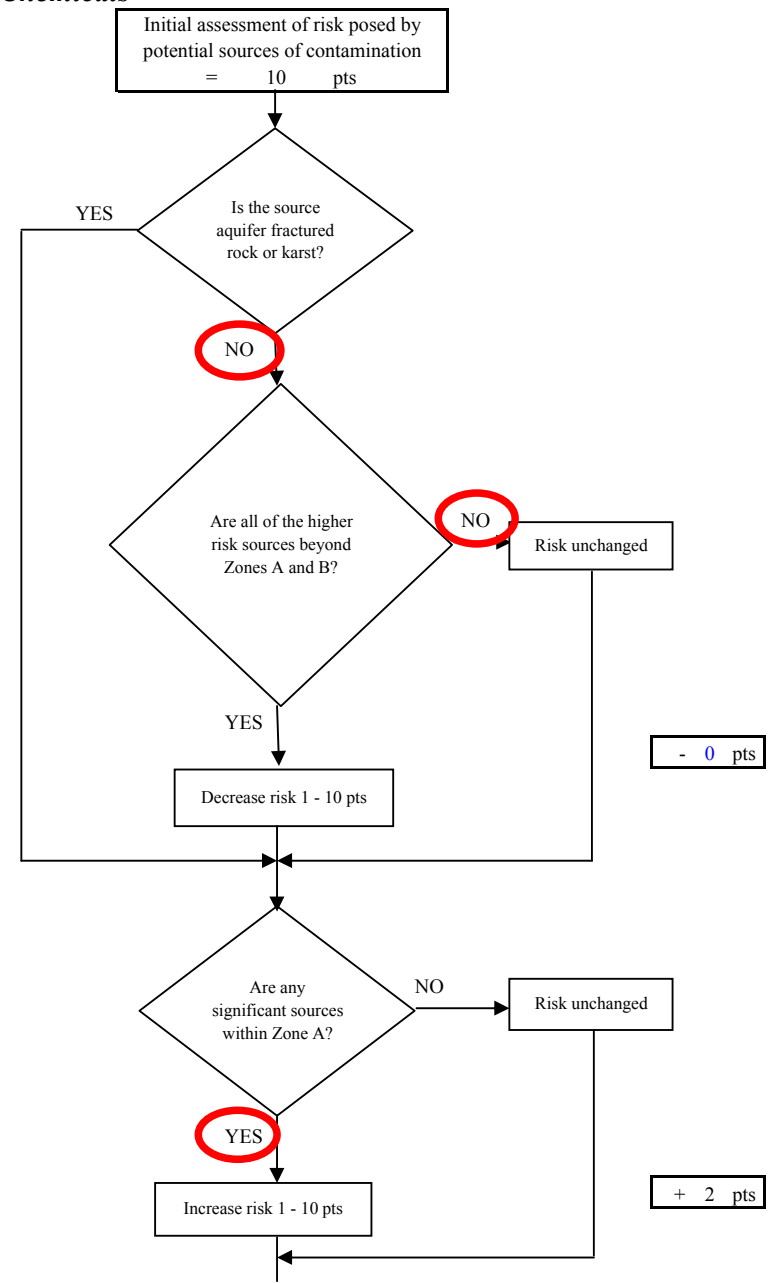 Initial assessment of risk posed by
potential sources of contamination
= 10 pts
YES
Is the source
aquifer fractured
rock or karst?
NO
Are all of the higher
risk sources beyond
Zones A and B?
NO
Risk unchanged
YES
- 0 pts
Decrease risk 1 - 10 pts
Are any
significant sources
within Zone A?
NO
Risk unchanged
YES
Increase risk 1 - 10 pts
+ 2 pts